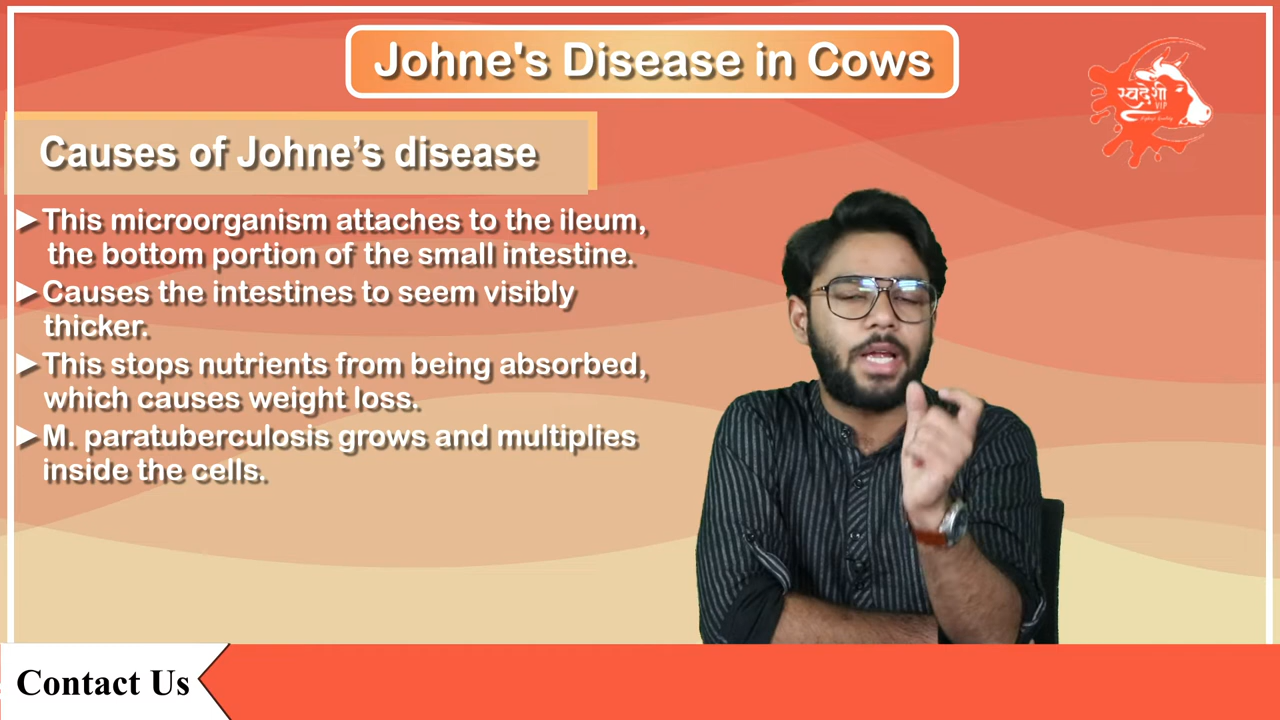 Johne's Disease in Cows
स्वदेशी
VIP
Causes of Johne’s disease
►This microorganism attaches to the ileum,
the bottom portion of the small intestine.
►Causes the intestines to seem visibly
thicker.
►This stops nutrients from being absorbed,
which causes weight loss.
►M. paratuberculosis grows and multiplies
inside the cells.
Contact Us